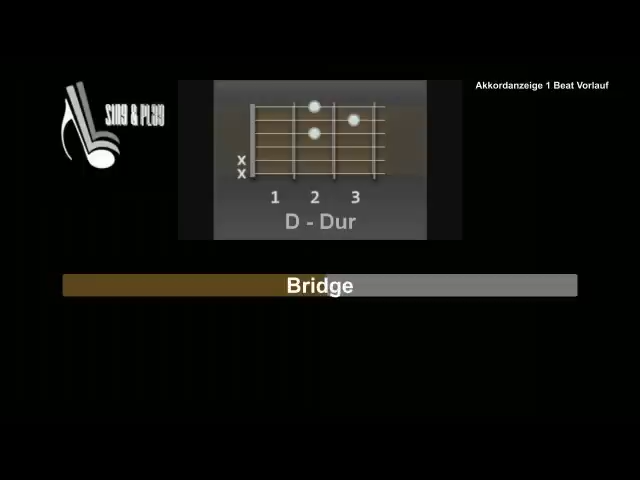 Akkordanzeige 1 Beat Vorlauf
SING & PLAY
x
x
1 2 3
D - Dur
Bridge